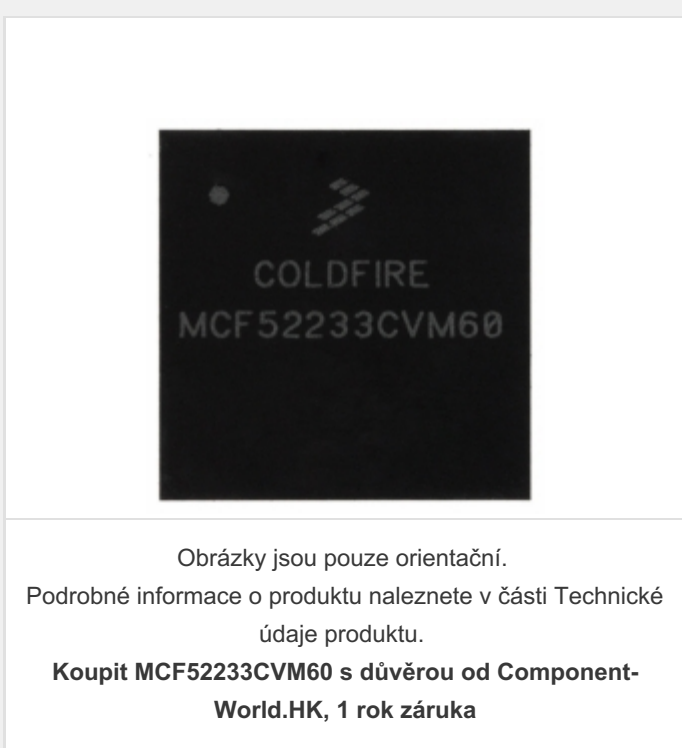 COLDFIRE
MCF52233CVM60
Obrázky jsou pouze orientační.
Podrobné informace o produktu naleznete v části Technické
údaje produktu.
Koupit MCF52233CVM60 s důvěrou od Component-
World.HK, 1 rok záruka